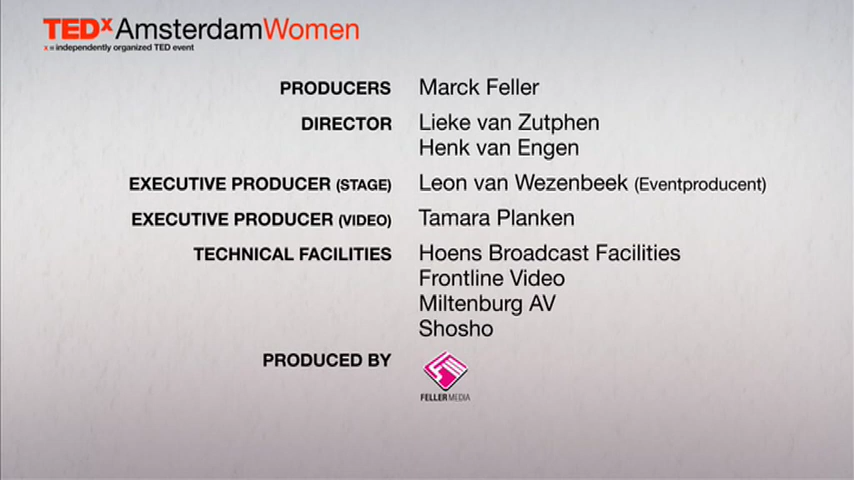 TEDxAmsterdamWomen
x = independently organized TED event
PRODUCERS Marck Feller
DIRECTOR Lieke van Zutphen
Henk van Engen
EXECUTIVE PRODUCER (STAGE) Leon van Wezenbeek (Eventproducent)
EXECUTIVE PRODUCER (VIDEO) Tamara Planken
TECHNICAL FACILITIES Hoens Broadcast Facilities
Frontline Video
Miltenburg AV
Shosho
PRODUCED BY
FELLER MEDIA